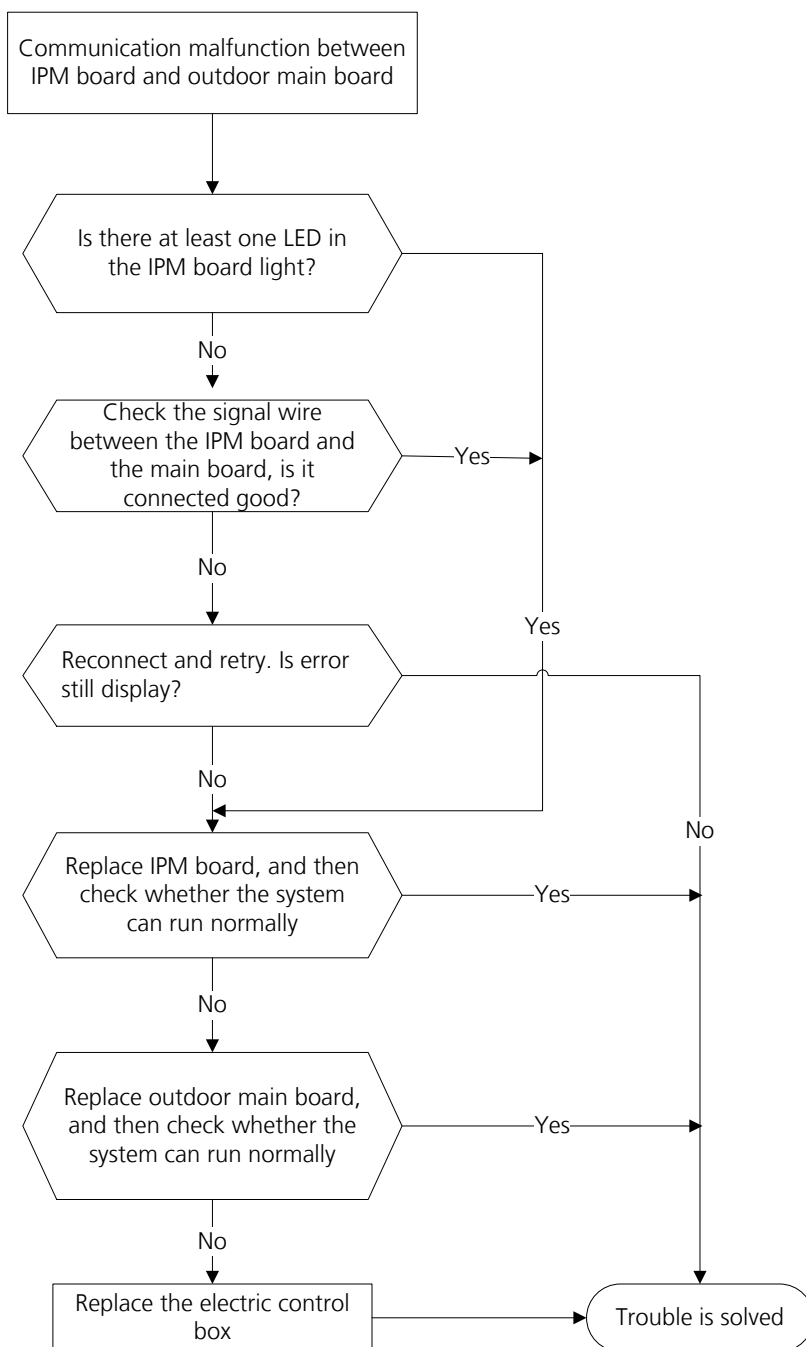 Communication malfunction between
IPM board and outdoor main board
Is there at least one LED in
the IPM board light?
No
Check the signal wire
between the IPM board and
the main board, is it
connected good?
Yes
No
Yes
Reconnect and retry. Is error
still display?
No
No
Replace IPM board, and then
check whether the system
can run normally
Yes
No
Replace outdoor main board,
and then check whether the
system can run normally
Yes
No
Replace the electric control
box
Trouble is solved